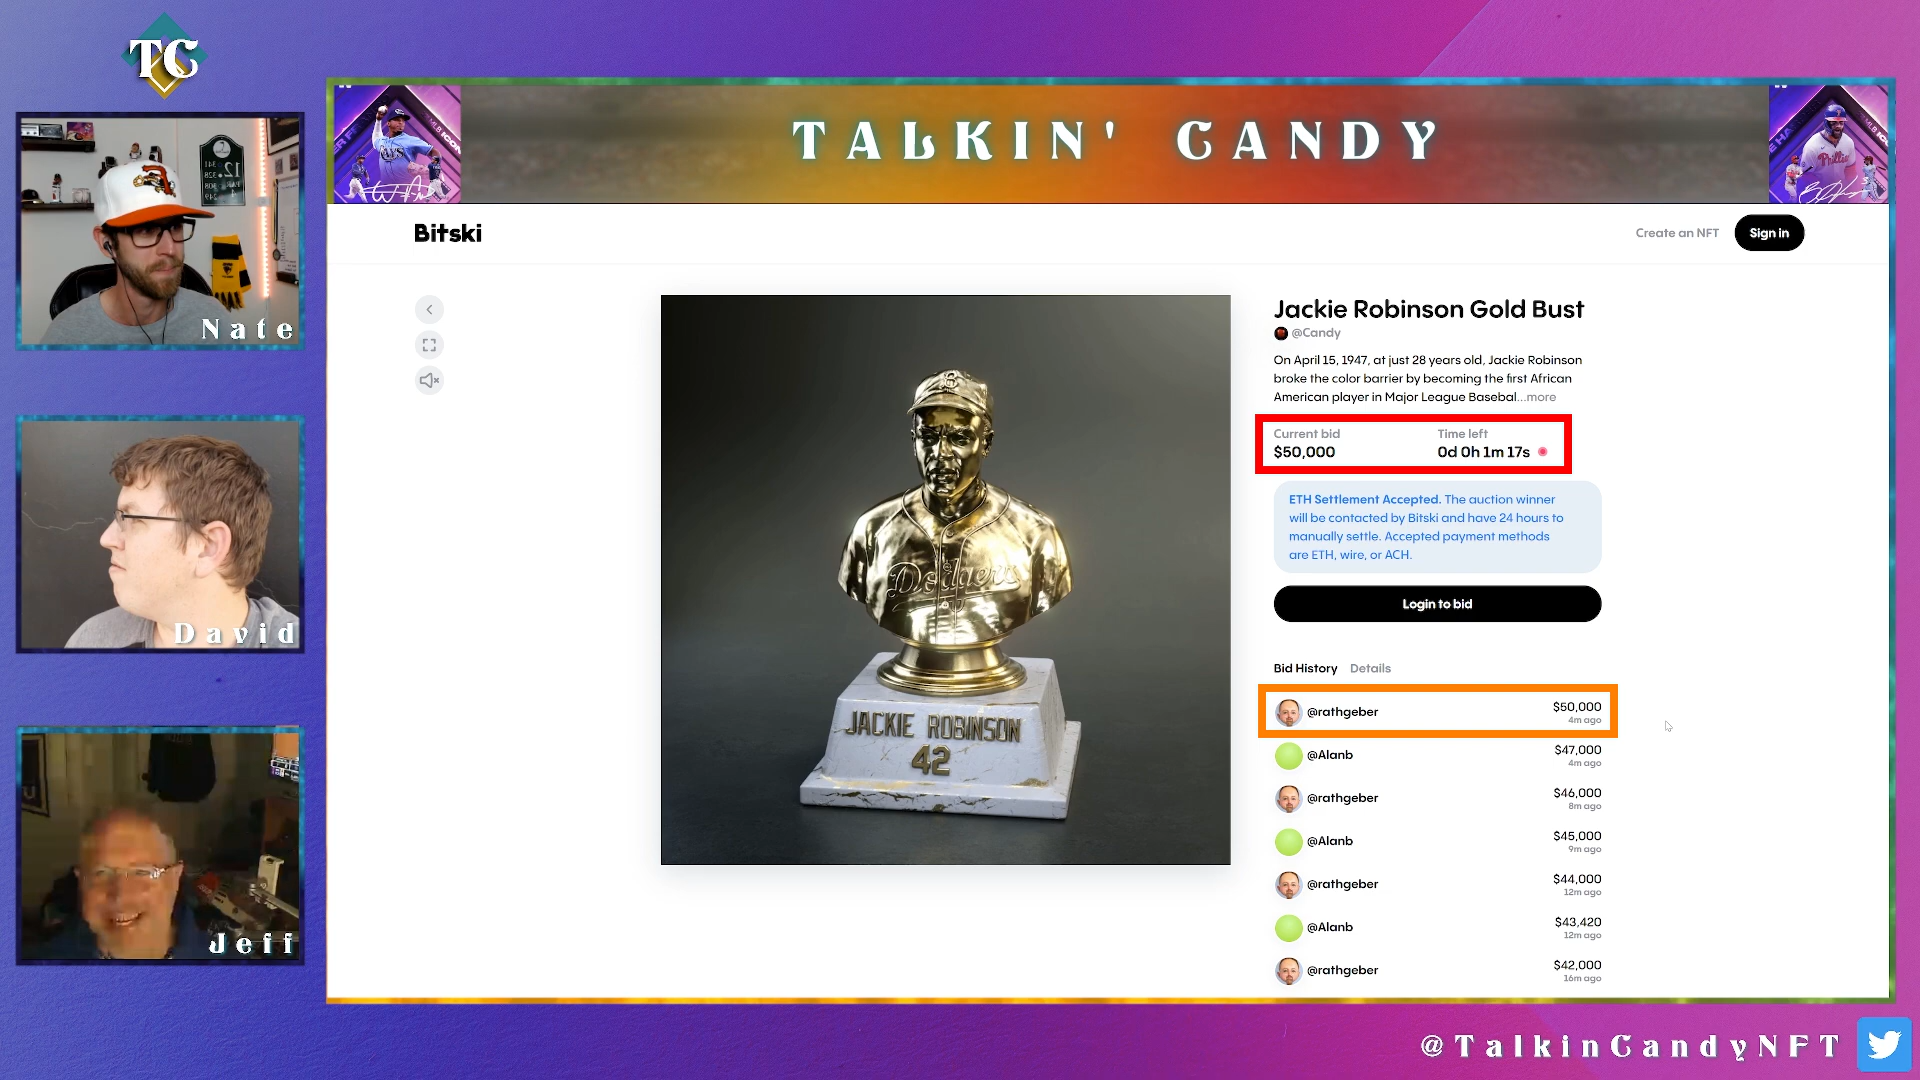 TC
TALKIN' CANDY
Nate
David
Jeff
Bitski
Create an NFT
Sign in
Jackie Robinson Gold Bust
@Candy
On April 15, 1947, at just 28 years old, Jackie Robinson
broke the color barrier by becoming the first African
American player in Major League Basebal...more
Current bid
Time left
$50,000
0d 0h 1m 17s
ETH Settlement Accepted. The auction winner
will be contacted by Bitski and have 24 hours to
manually settle. Accepted payment methods
are ETH, wire, or ACH.
Login to bid
Bid History
Details
@rathgeber
$50,000
4m ago
@Alanb
$47,000
4m ago
@rathgeber
$46,000
8m ago
@Alanb
$45,000
9m ago
@rathgeber
$44,000
12m ago
@Alanb
$43,420
12m ago
@rathgeber
$42,000
16m ago
B
Dodgers
JACKIE ROBINSON
42
@TalkinCandyNFT